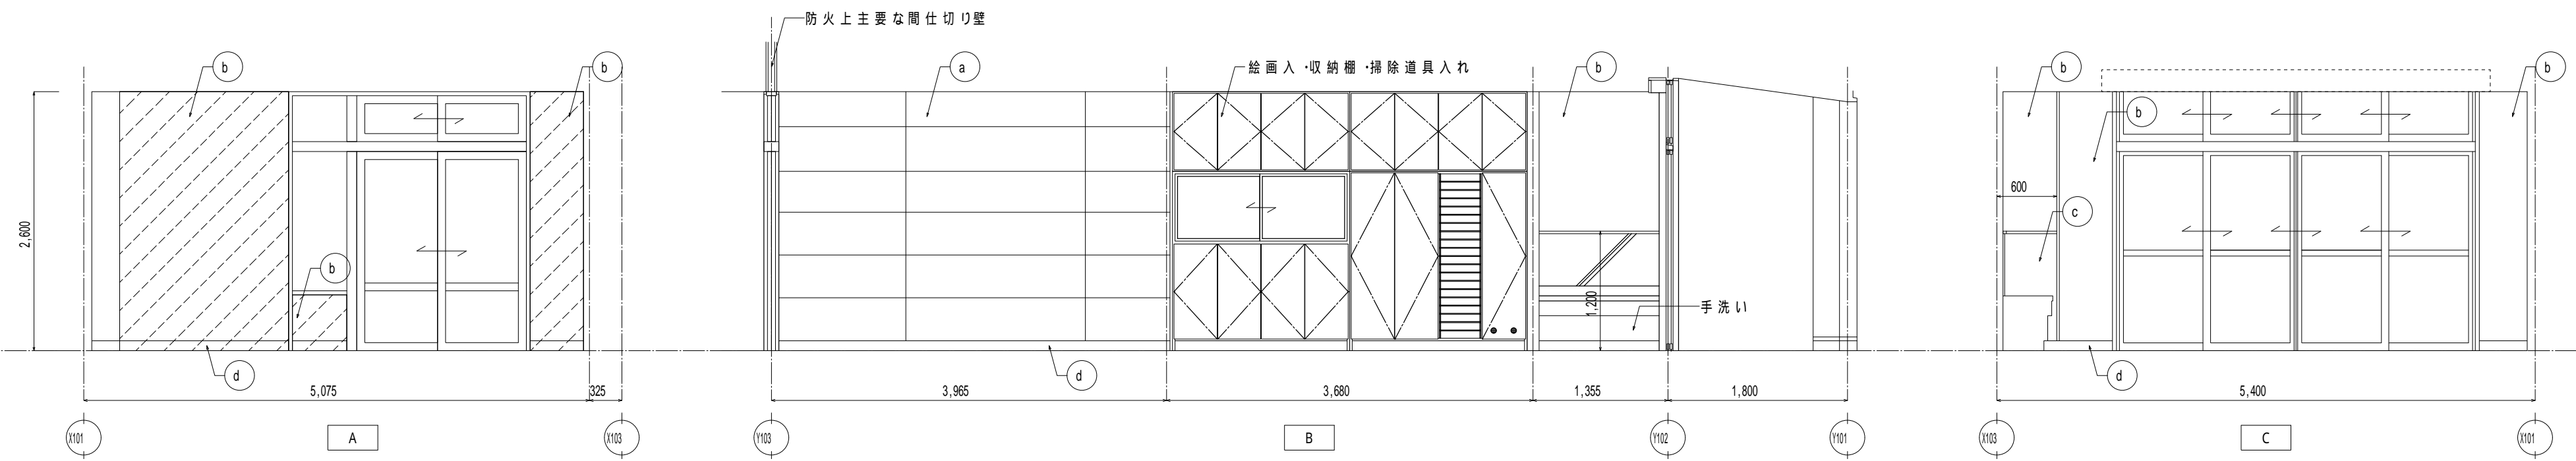 防火上主要な間仕切り壁
b
b
a
絵画入・収納棚・掃除道具入れ
b
b
b
b
600
c
2,600
b
1,200
手洗い
d
d
d
5,075
325
3,965
3,680
1,355
1,800
5,400
X101
A
X103
Y103
B
Y102
Y101
X103
C
X101